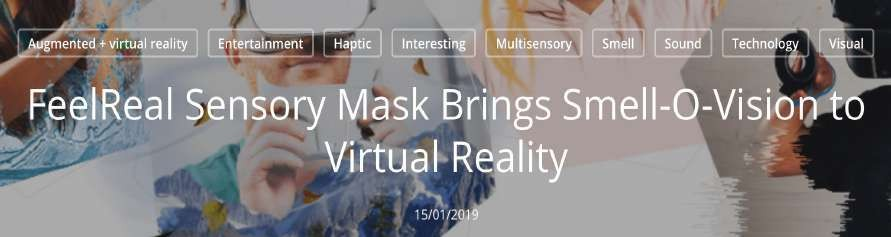 Augmented + virtual reality Entertainment Haptic Interesting Multisensory Smell Sound Technology Visual
FeelReal Sensory Mask Brings Smell-O-Vision to
Virtual Reality
15/01/2019